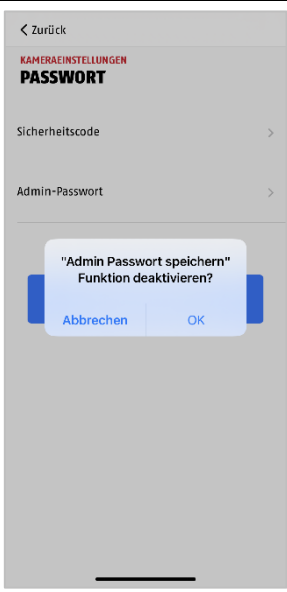 Zurück
KAMERAEINSTELLUNGEN
PASSWORT
Sicherheitscode
Admin-Passwort
"Admin Passwort speichern"
Funktion deaktivieren?
Abbrechen OK